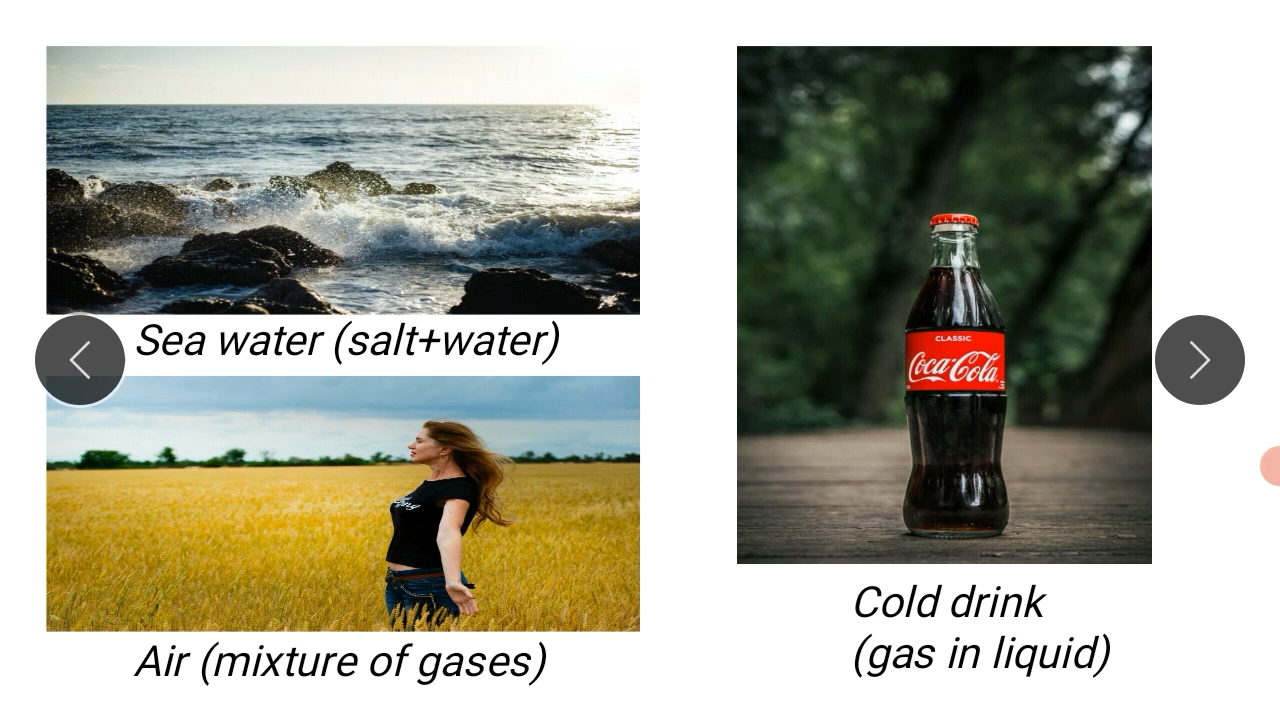 Sea water (salt+water)
Air (mixture of gases)
CLASSIC
Coca-Cola
Cold drink
(gas in liquid)